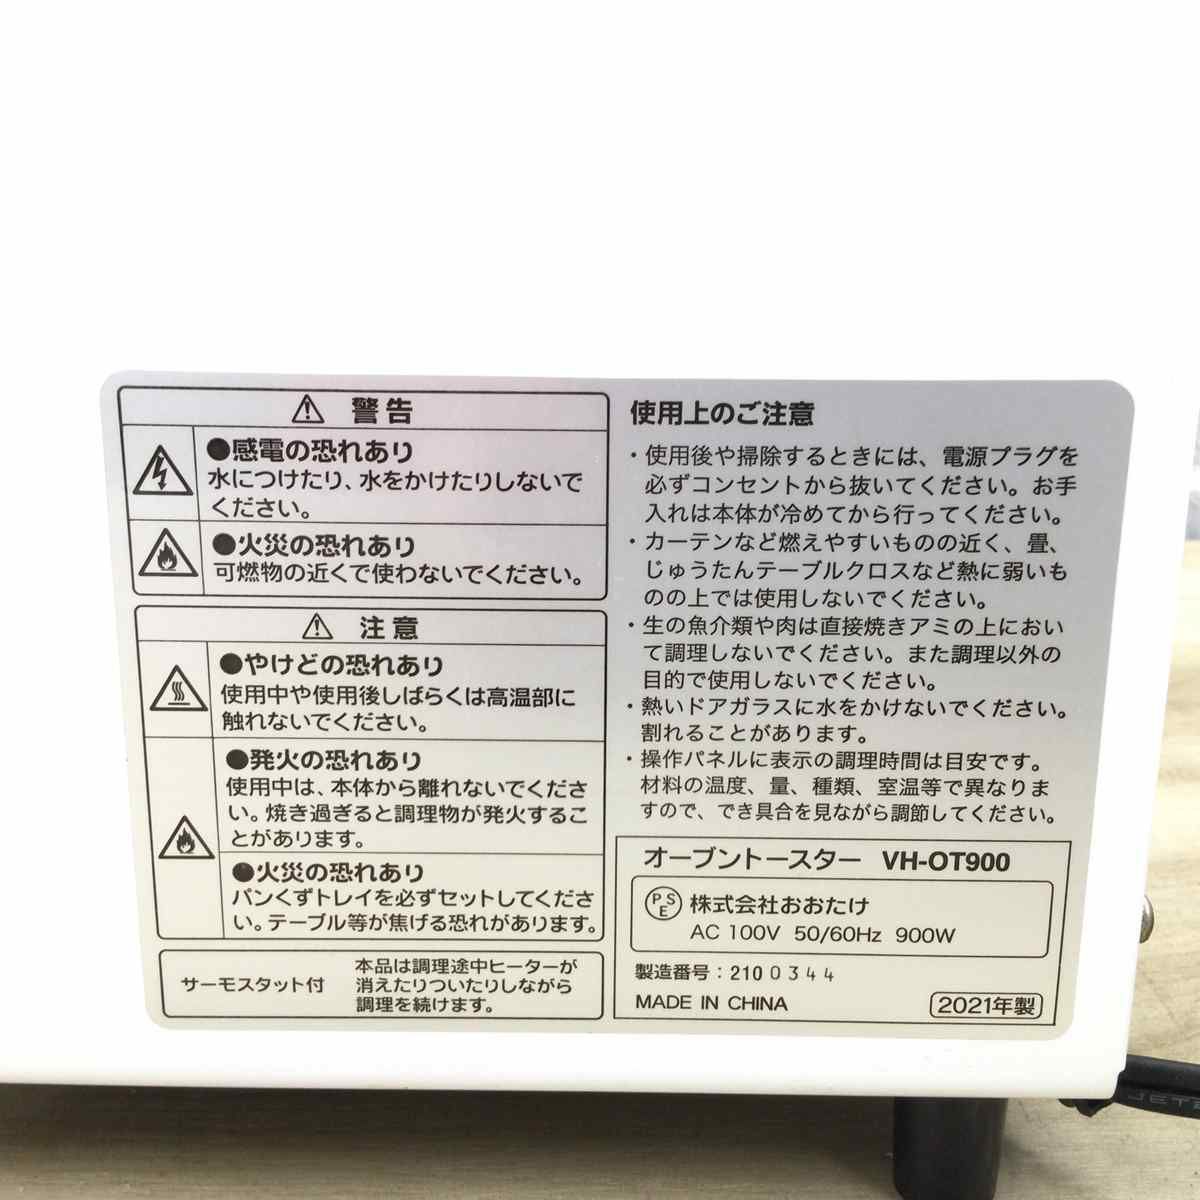 警告
●感電の恐れあり
水につけたり、水をかけたりしないで
ください。
●火災の恐れあり
可燃物の近くで使わないでください。
注意
●やけどの恐れあり
使用中や使用後しばらくは高温部に
触れないでください。
●発火の恐れあり
使用中は、本体から離れないでくださ
い。焼き過ぎると調理物が発火するこ
とがあります。
●火災の恐れあり
パンくずトレイを必ずセットしてくださ
い。テーブル等が焦げる恐れがあります。
サーモスタット付
本品は調理途中ヒーターが
消えたりついたりしながら
調理を続けます。
使用上のご注意
・使用後や掃除するときには、電源プラグを
必ずコンセントから抜いてください。お手
入れは本体が冷めてから行ってください。
・カーテンなど燃えやすいものの近く、畳、
じゅうたんテーブルクロスなど熱に弱いも
のの上では使用しないでください。
・生の魚介類や肉は直接焼きアミの上におい
て調理しないでください。また調理以外の
目的で使用しないでください。
・熱いドアガラスに水をかけないでください。
割れることがあります。
・操作パネルに表示の調理時間は目安です。
材料の温度、量、種類、室温等で異なりま
すので、でき具合を見ながら調節してください。
オーブントースター VH-OT900
PSE 株式会社おおたけ
AC 100V 50/60Hz 900W
製造番号：2100344
MADE IN CHINA 2021年製